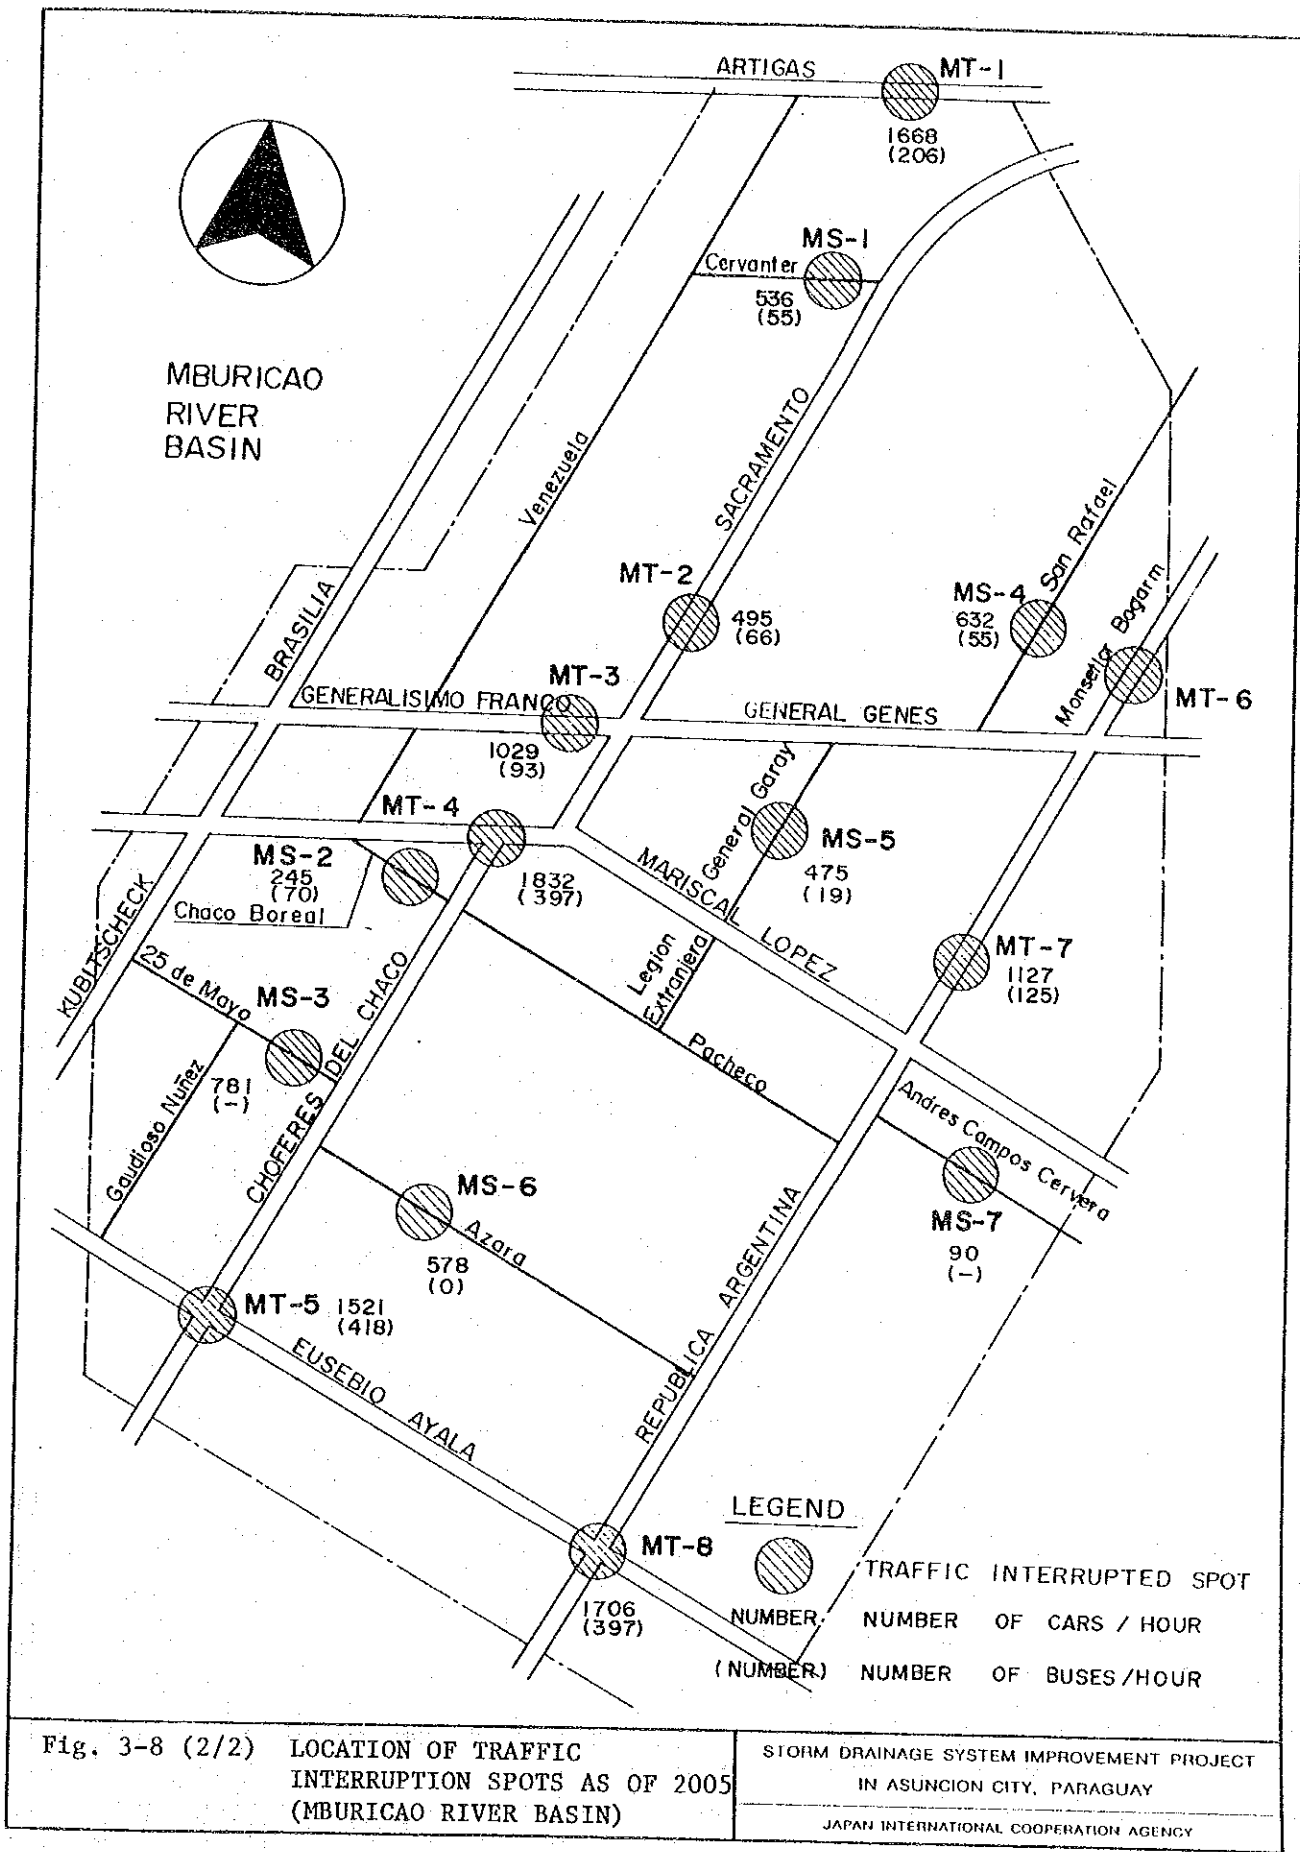 ARTIGAS
MT-1
1668
(206)
MS-1
Cervanter
536
(55)
MBURICAO
RIVER
BASIN
Venezuela
SACRAMENTO
San Rafael
MT-2
495
(66)
MS-4
632
(55)
Monseñor Bogarm
MT-6
BRASILIA
MT-3
GENERALISIMO FRANCO
GENERAL GENES
1029
(93)
MT-4
General Garay
MS-5
475
(19)
MS-2
245
(70)
Chaco Boreal
1832
(397)
MARISCAL LOPEZ
KUBITSCHECK
25 de Mayo
MS-3
781
(-)
Legion
Extranjera
MT-7
1127
(125)
Pacheco
CHOFERES DEL CHACO
Gaudioso Nuñez
Andres Campos Cervera
MS-6
Azara
578
(0)
MS-7
90
(-)
REPUBLICA ARGENTINA
MT-5
1521
(418)
EUSEBIO AYALA
MT-8
1706
(397)
LEGEND
TRAFFIC INTERRUPTED SPOT
NUMBER NUMBER OF CARS / HOUR
(NUMBER) NUMBER OF BUSES/HOUR
Fig. 3-8 (2/2) LOCATION OF TRAFFIC
INTERRUPTION SPOTS AS OF 2005
(MBURICAO RIVER BASIN)
STORM DRAINAGE SYSTEM IMPROVEMENT PROJECT
IN ASUNCION CITY, PARAGUAY
JAPAN INTERNATIONAL COOPERATION AGENCY